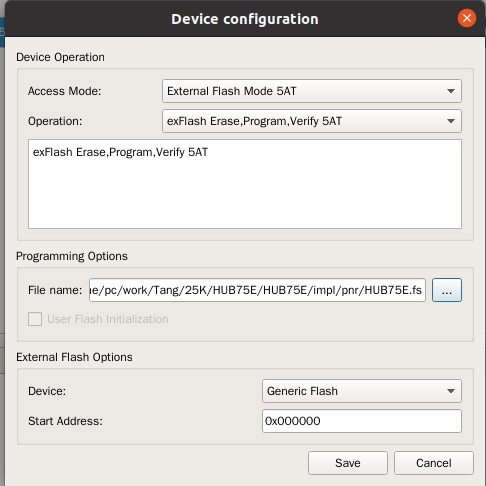 Device configuration
Device Operation
Access Mode: External Flash Mode 5AT
Operation: exFlash Erase,Program,Verify 5AT
exFlash Erase,Program,Verify 5AT
Programming Options
File name: e/pc/work/Tang/25K/HUB75E/HUB75E/impl/pnr/HUB75E.fs ...
User Flash Initialization
External Flash Options
Device: Generic Flash
Start Address: 0x000000
Save Cancel